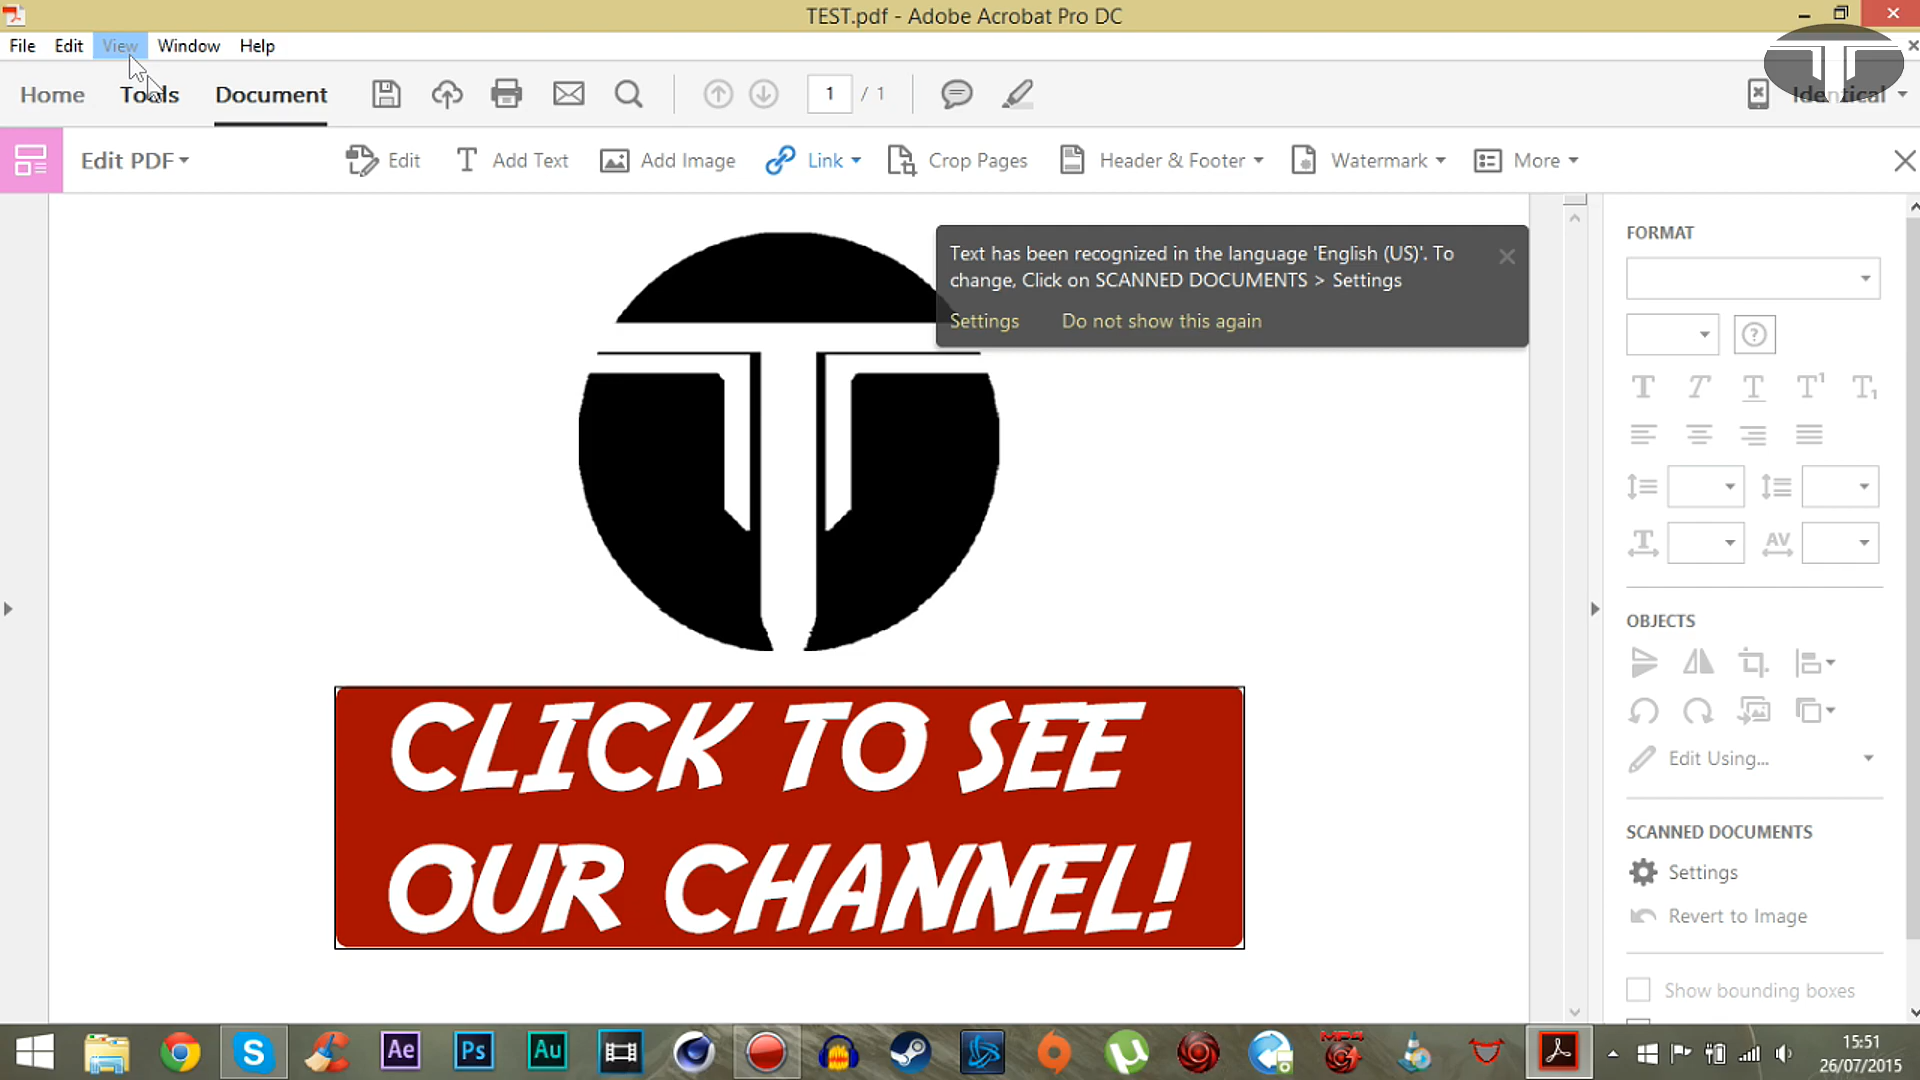 TEST.pdf - Adobe Acrobat Pro DC
File Edit View Window Help
Home Tools Document 1 / 1 Identical
Edit PDF Edit Add Text Add Image Link Crop Pages Header & Footer Watermark More
Text has been recognized in the language 'English (US)'. To
change, Click on SCANNED DOCUMENTS > Settings
Settings Do not show this again
CLICK TO SEE
OUR CHANNEL!
FORMAT
OBJECTS
Edit Using...
SCANNED DOCUMENTS
Settings
Revert to Image
Show bounding boxes
Ae Ps Au MP4
15:51
26/07/2015